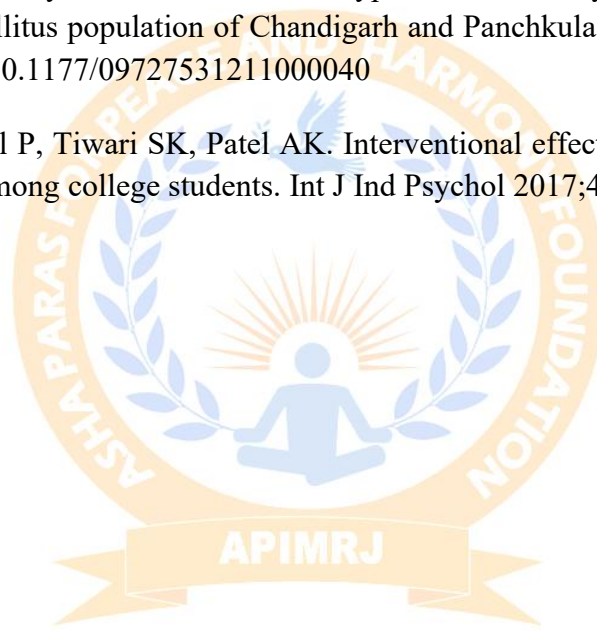 llitus population of Chandigarh and Panchkula
0.1177/09727531211000040
l P, Tiwari SK, Patel AK. Interventional effec
mong college students. Int J Ind Psychol 2017;4
ASHA PARAS FOR PEACE AND HARMONY FOUNDATION
APIMRJ